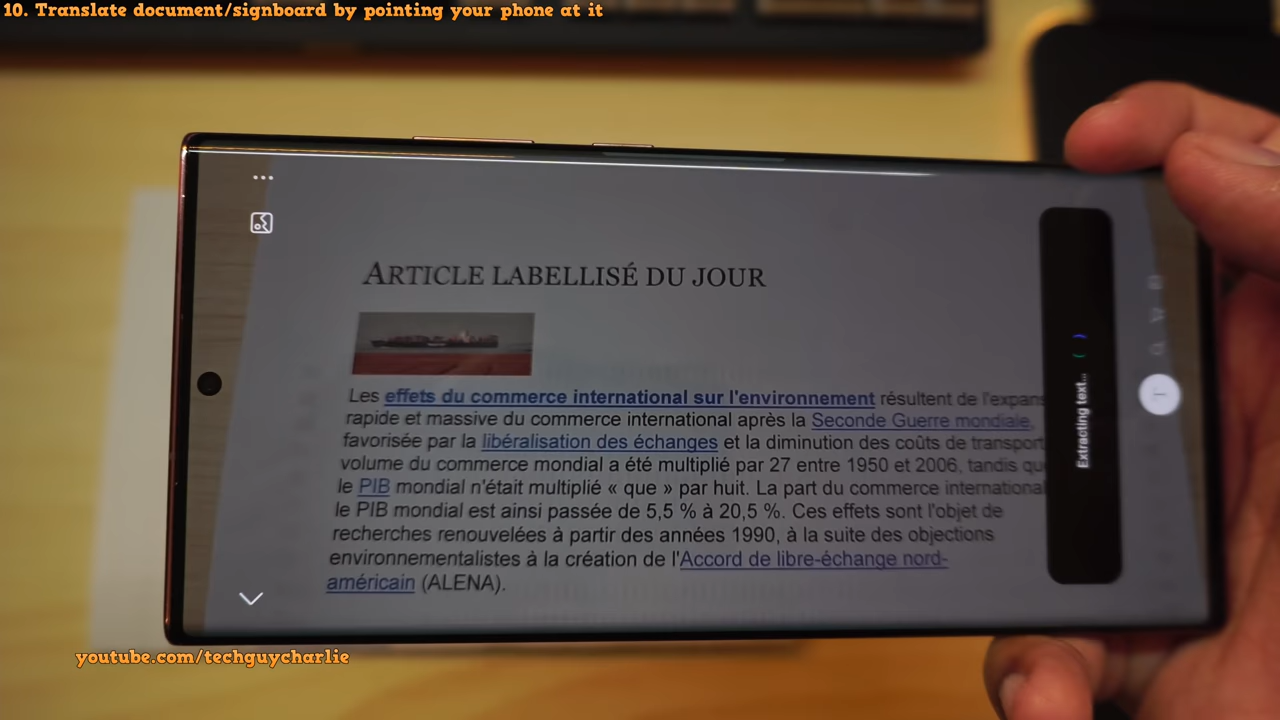 10. Translate document/signboard by pointing your phone at it
ARTICLE LABELLISÉ DU JOUR
Les effets du commerce international sur l'environnement résultent de l'expans
rapide et massive du commerce international après la Seconde Guerre mondiale,
favorisée par la libéralisation des échanges et la diminution des coûts de transport
volume du commerce mondial a été multiplié par 27 entre 1950 et 2006, tandis qu
le PIB mondial n'était multiplié « que » par huit. La part du commerce international
le PIB mondial est ainsi passée de 5,5 % à 20,5 %. Ces effets sont l'objet de
recherches renouvelées à partir des années 1990, à la suite des objections
environnementalistes à la création de l'Accord de libre-échange nord-
américain (ALENA).
Extracting text...
youtube.com/techguycharlie